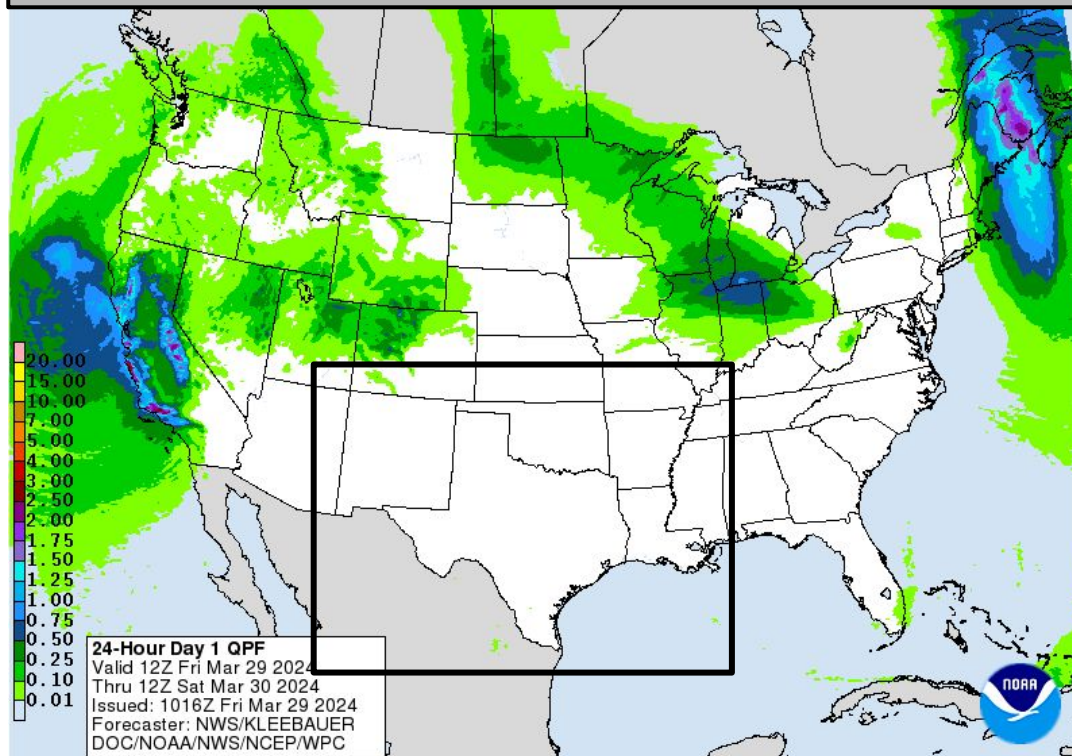 20.00
15.00
10.00
7.00
5.00
4.00
3.00
2.50
2.00
1.75
1.50
1.25
1.00
0.75
0.50
0.25
0.10
0.01
24-Hour Day 1 QPF
Valid 12Z Fri Mar 29 2024
Thru 12Z Sat Mar 30 2024
Issued: 1016Z Fri Mar 29 2024
Forecaster: NWS/KLEEBAUER
DOC/NOAA/NWS/NCEP/WPC
NOAA